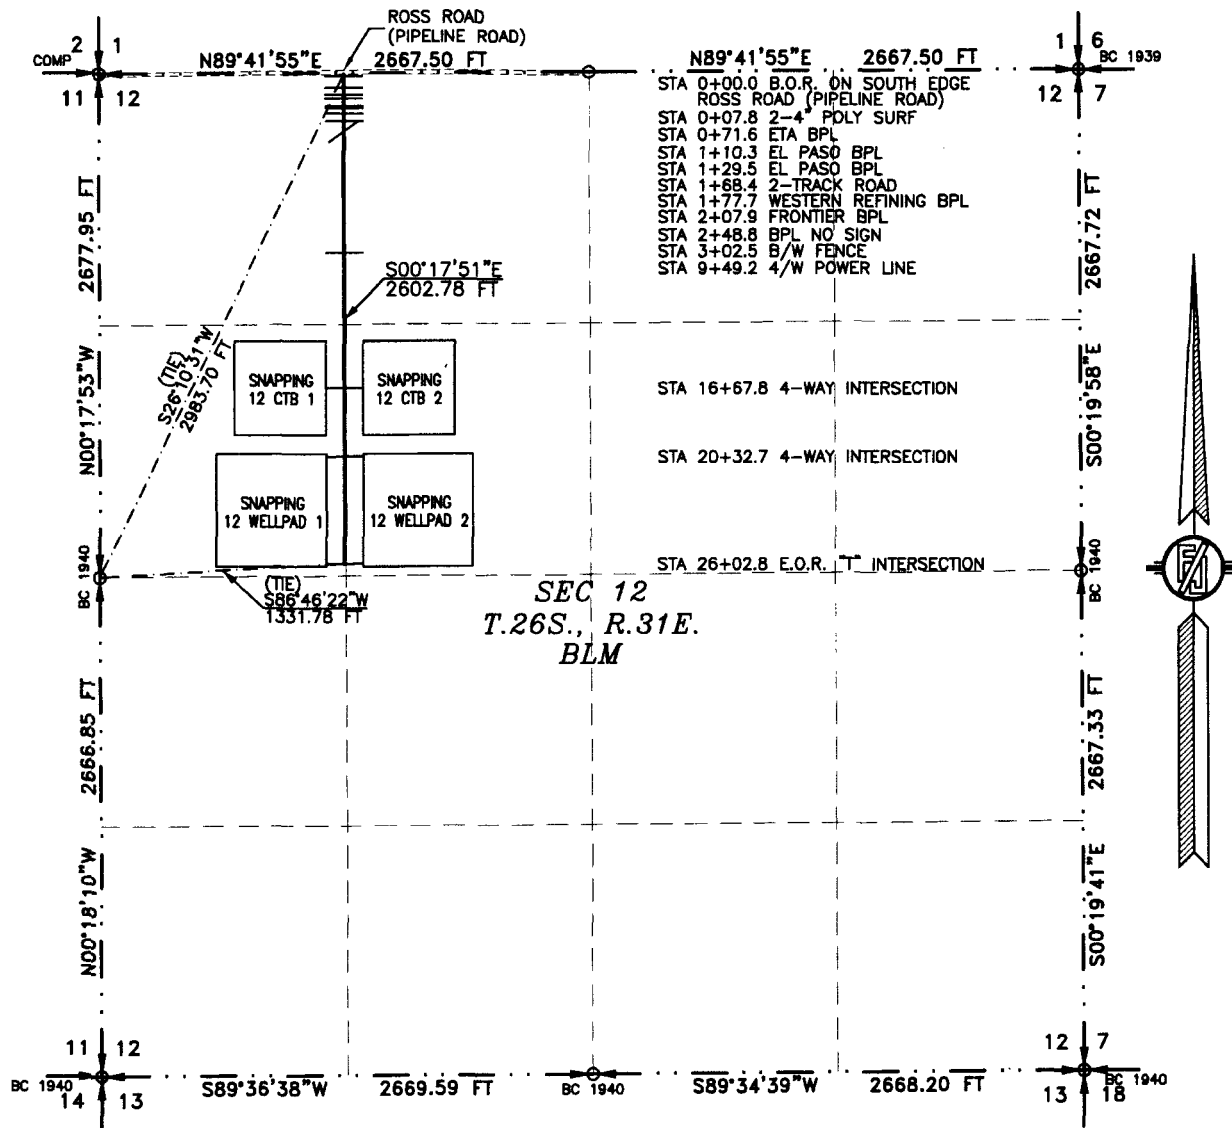 ROSS ROAD
(PIPELINE ROAD)
2 1
COMP
11 12
N89°41'55"E 2667.50 FT
N89°41'55"E 2667.50 FT
1 6
BC 1939
12 7
STA 0+00.0 B.O.R. ON SOUTH EDGE
ROSS ROAD (PIPELINE ROAD)
STA 0+07.8 2-4" POLY SURF
STA 0+71.6 ETA BPL
STA 1+10.3 EL PASO BPL
STA 1+29.5 EL PASO BPL
STA 1+68.4 2-TRACK ROAD
STA 1+77.7 WESTERN REFINING BPL
STA 2+07.9 FRONTIER BPL
STA 2+48.8 BPL NO SIGN
STA 3+02.5 B/W FENCE
STA 9+49.2 4/W POWER LINE
N00°17'53"W 2677.95 FT
S00°19'58"E 2667.72 FT
S00°17'51"E
2602.78 FT
(TIE)
S26°10'31"W
2983.70 FT
SNAPPING
12 CTB 1
SNAPPING
12 CTB 2
STA 16+67.8 4-WAY INTERSECTION
STA 20+32.7 4-WAY INTERSECTION
SNAPPING
12 WELLPAD 1
SNAPPING
12 WELLPAD 2
STA 26+02.8 E.O.R. "T" INTERSECTION
BC 1940
BC 1940
(TIE)
S86°46'22"W
1331.78 FT
SEC 12
T.26S., R.31E.
BLM
N00°18'10"W 2666.85 FT
S00°19'41"E 2667.33 FT
11 12
BC 1940
14 13
S89°36'38"W 2669.59 FT
BC 1940
S89°34'39"W 2668.20 FT
12 7
BC 1940
13 18